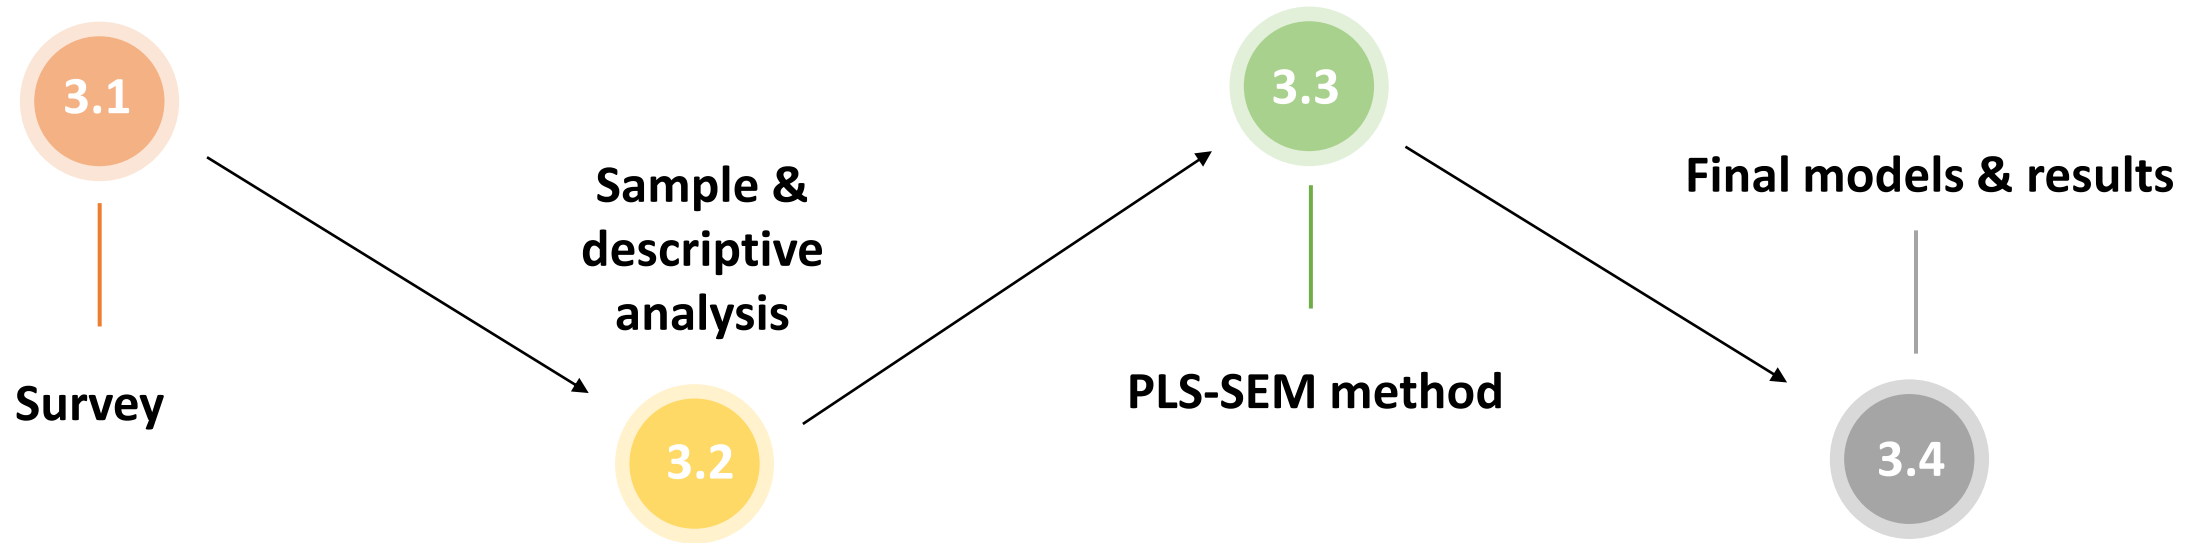 3.1
Survey
Sample &
descriptive
analysis
3.2
3.3
PLS-SEM method
Final models & results
3.4